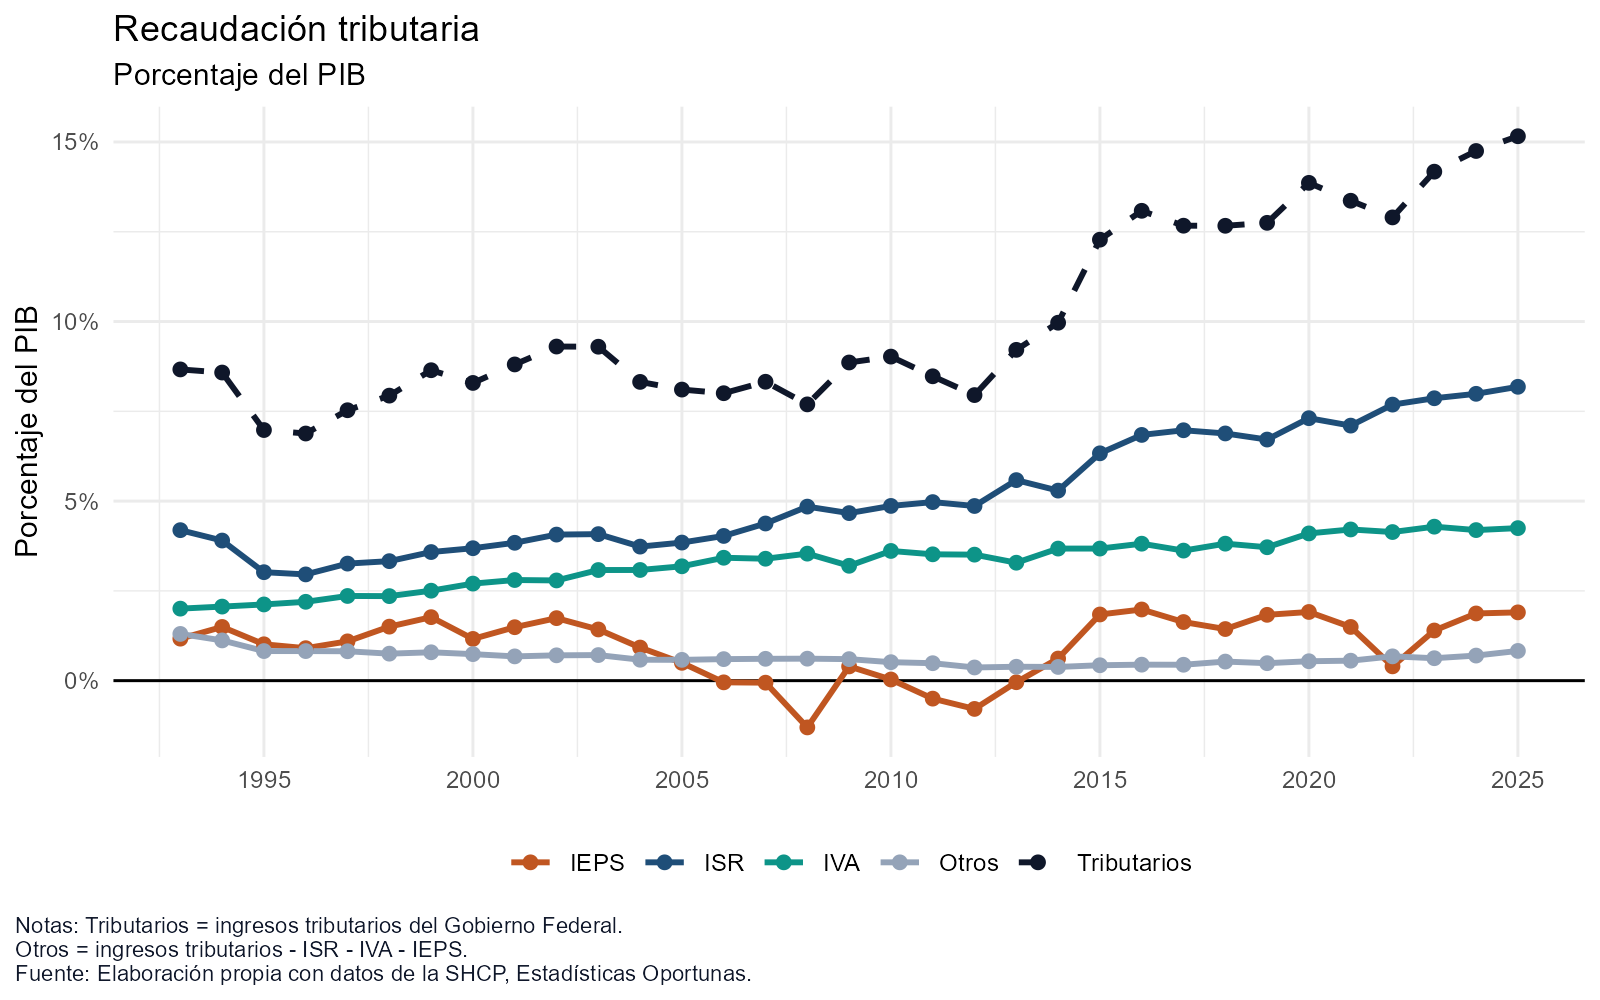 Recaudación tributaria
Porcentaje del PIB
Porcentaje del PIB
15%
10%
5%
0%
1995 2000 2005 2010 2015 2020 2025
IEPS ISR IVA Otros Tributarios
Notas: Tributarios = ingresos tributarios del Gobierno Federal.
Otros = ingresos tributarios - ISR - IVA - IEPS.
Fuente: Elaboración propia con datos de la SHCP, Estadísticas Oportunas.